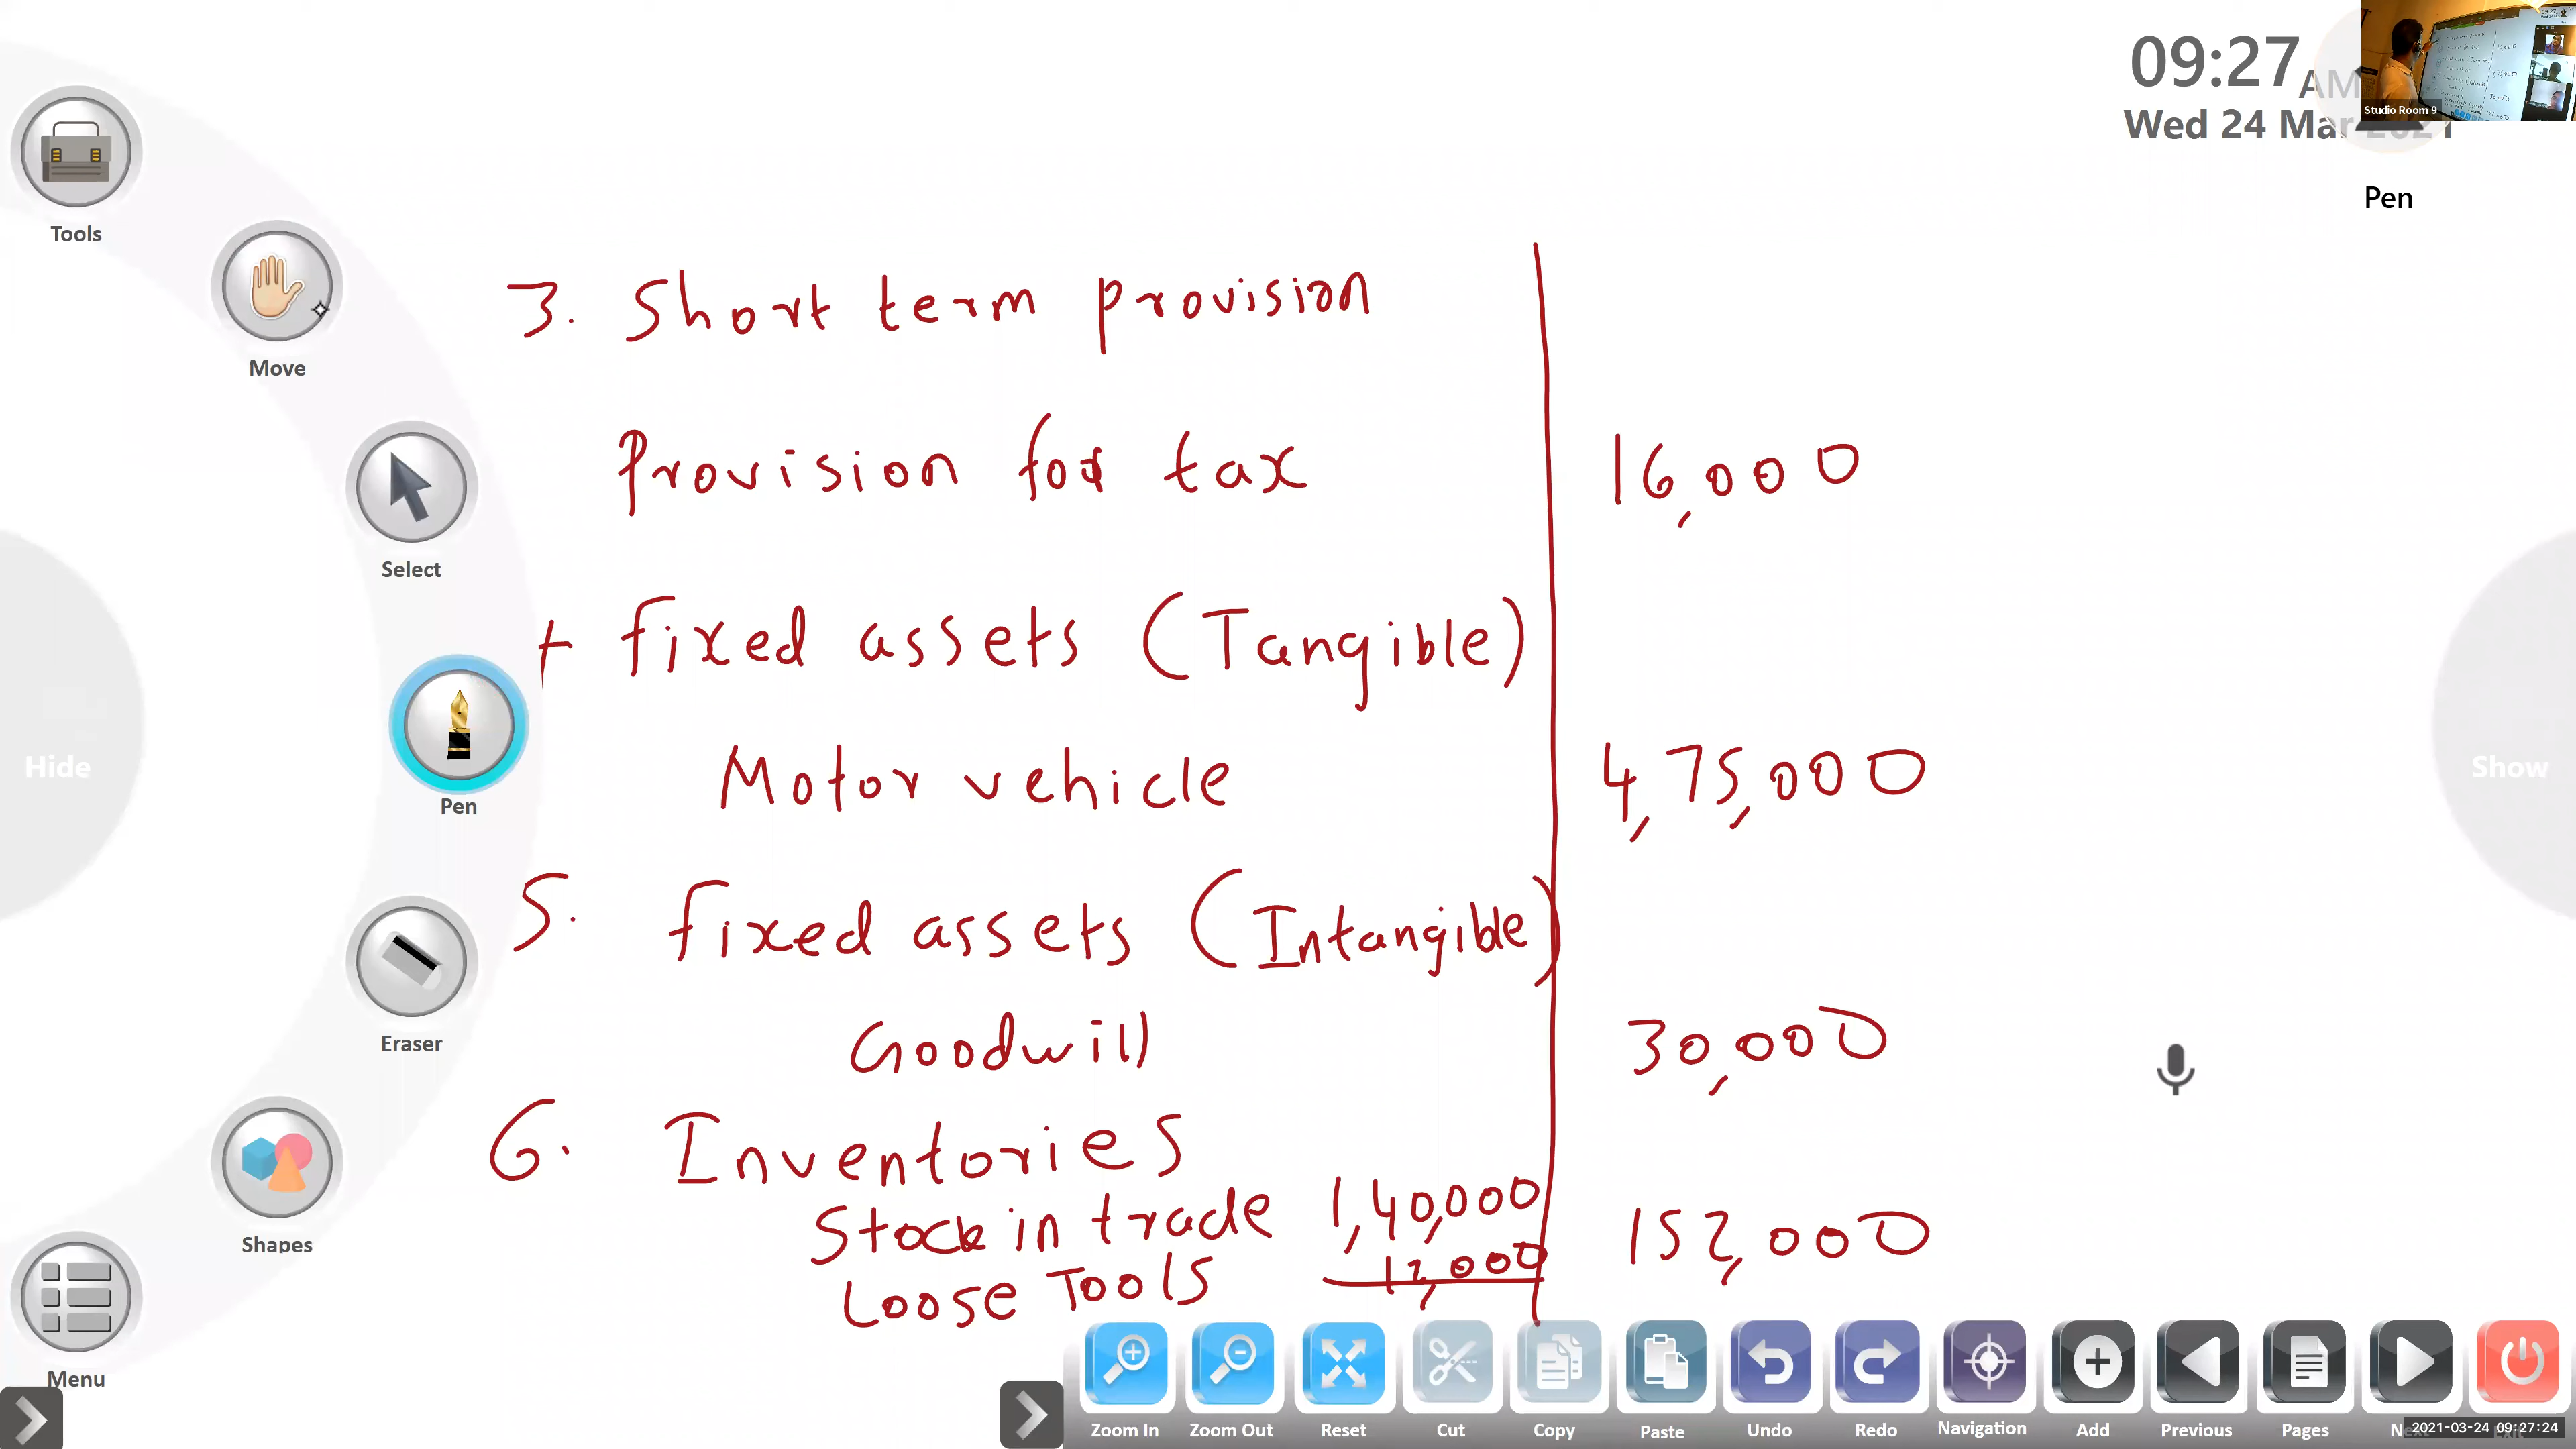 09:27 AM
Wed 24 Mar 2021
Studio Room 9
Pen
Tools
Move
Select
Pen
Eraser
Shapes
Menu
Hide
Show
3. Short term provision
Provision for tax 16,000
+ fixed assets (Tangible)
Motor vehicle 4,75,000
5. fixed assets (Intangible)
Goodwill 30,000
6. Inventories
Stock in trade 1,40,000 152,000
Loose Tools 12,000
Zoom In
Zoom Out
Reset
Cut
Copy
Paste
Undo
Redo
Navigation
Add
Previous
Pages
2021-03-24 09:27:24